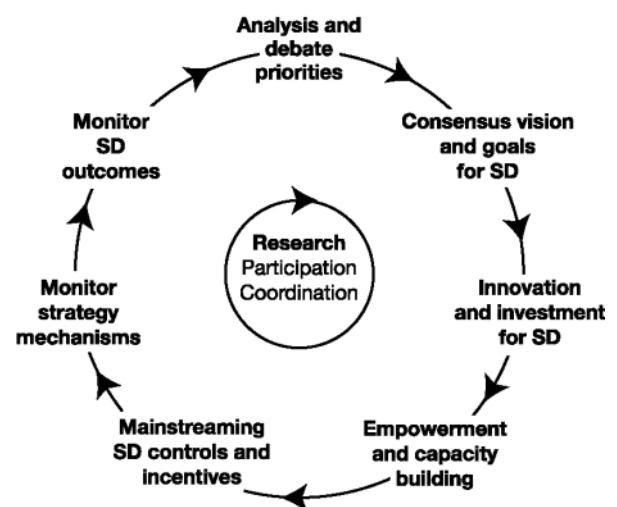 Analysis and
debate
priorities
Consensus vision
and goals
for SD
Innovation
and investment
for SD
Empowerment
and capacity
building
Mainstreaming
SD controls and
incentives
Monitor
strategy
mechanisms
Monitor
SD
outcomes
Research
Participation
Coordination